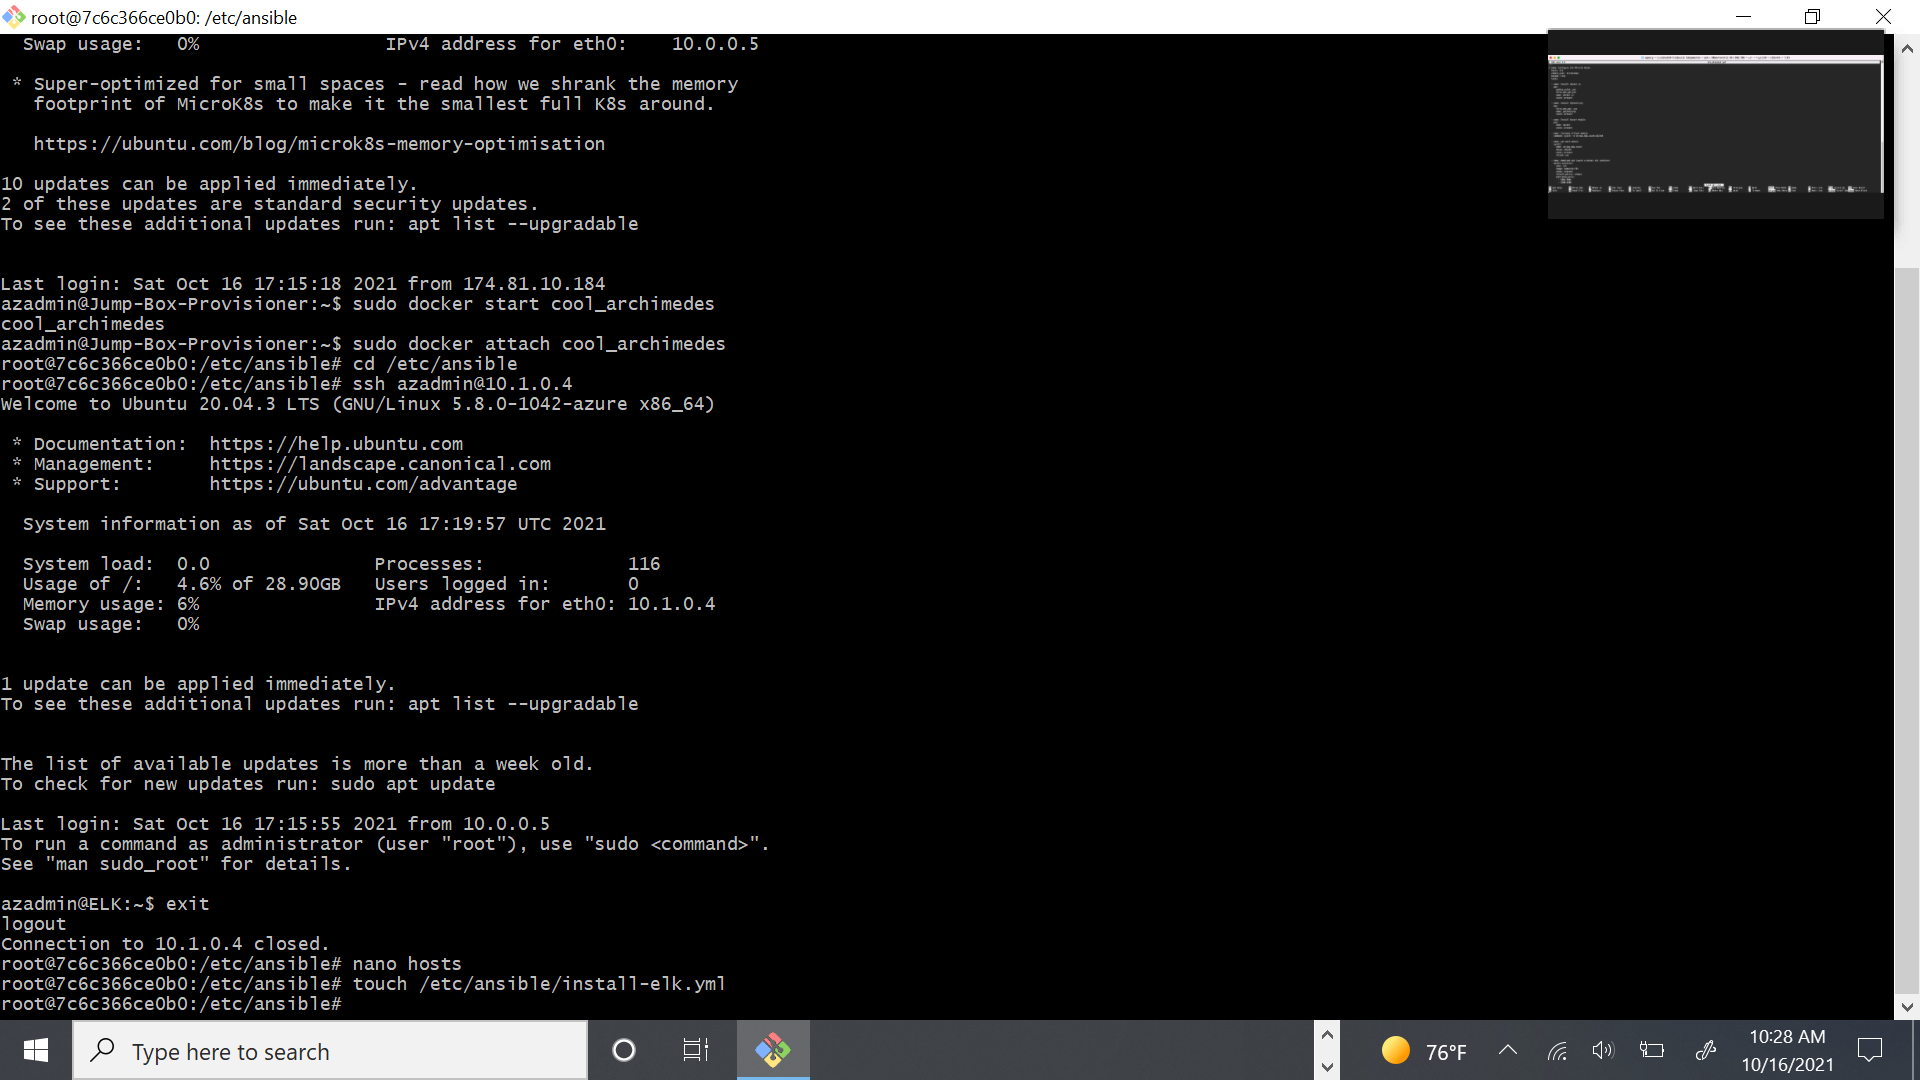 root@7c6c366ce0b0: /etc/ansible
  Swap usage:   0%                 IPv4 address for eth0:    10.0.0.5

 * Super-optimized for small spaces - read how we shrank the memory
   footprint of MicroK8s to make it the smallest full K8s around.

   https://ubuntu.com/blog/microk8s-memory-optimisation

10 updates can be applied immediately.
2 of these updates are standard security updates.
To see these additional updates run: apt list --upgradable


Last login: Sat Oct 16 17:15:18 2021 from 174.81.10.184
azadmin@Jump-Box-Provisioner:~$ sudo docker start cool_archimedes
cool_archimedes
azadmin@Jump-Box-Provisioner:~$ sudo docker attach cool_archimedes
root@7c6c366ce0b0:/etc/ansible# cd /etc/ansible
root@7c6c366ce0b0:/etc/ansible# ssh azadmin@10.1.0.4
Welcome to Ubuntu 20.04.3 LTS (GNU/Linux 5.8.0-1042-azure x86_64)

 * Documentation:  https://help.ubuntu.com
 * Management:     https://landscape.canonical.com
 * Support:        https://ubuntu.com/advantage

  System information as of Sat Oct 16 17:19:57 UTC 2021

  System load:  0.0               Processes:             116
  Usage of /:   4.6% of 28.90GB   Users logged in:       0
  Memory usage: 6%                IPv4 address for eth0: 10.1.0.4
  Swap usage:   0%


1 update can be applied immediately.
To see these additional updates run: apt list --upgradable


The list of available updates is more than a week old.
To check for new updates run: sudo apt update

Last login: Sat Oct 16 17:15:55 2021 from 10.0.0.5
To run a command as administrator (user "root"), use "sudo <command>".
See "man sudo_root" for details.

azadmin@ELK:~$ exit
logout
Connection to 10.1.0.4 closed.
root@7c6c366ce0b0:/etc/ansible# nano hosts
root@7c6c366ce0b0:/etc/ansible# touch /etc/ansible/install-elk.yml
root@7c6c366ce0b0:/etc/ansible#
Type here to search
76°F
10:28 AM
10/16/2021